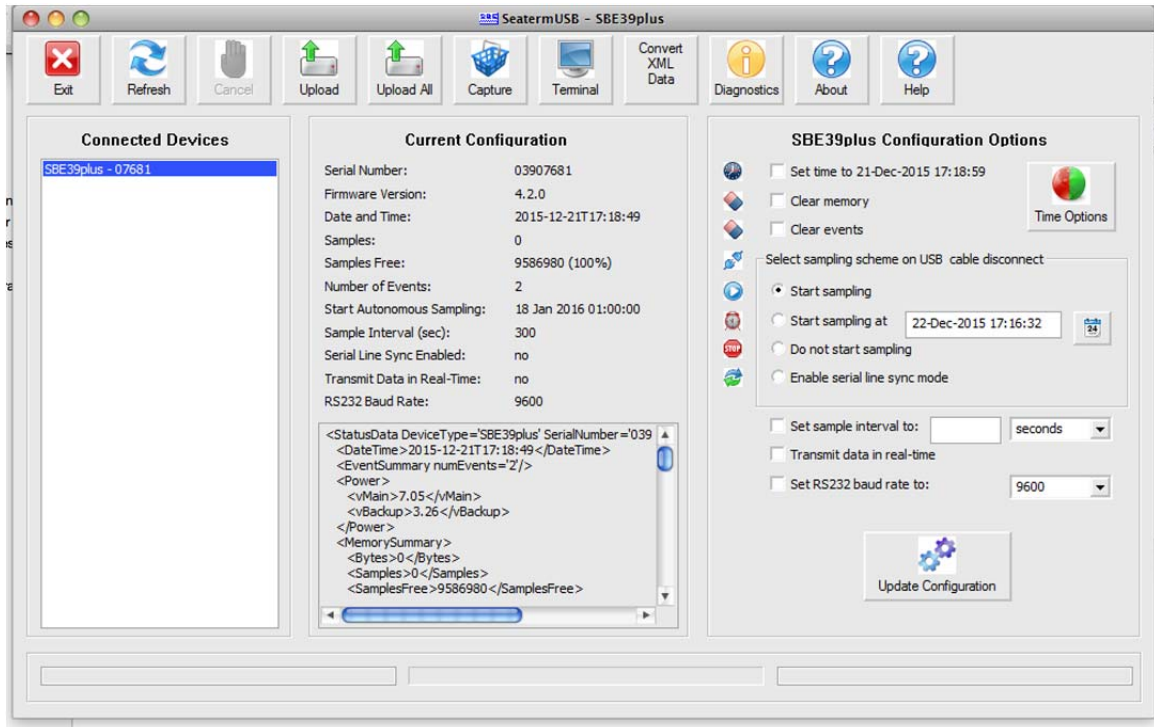 SBE SeatermUSB - SBE39plus
Exit
Refresh
Cancel
Upload
Upload All
Capture
Terminal
Convert
XML
Data
Diagnostics
About
Help
Connected Devices
SBE39plus - 07681
Current Configuration
Serial Number: 03907681
Firmware Version: 4.2.0
Date and Time: 2015-12-21T17:18:49
Samples: 0
Samples Free: 9586980 (100%)
Number of Events: 2
Start Autonomous Sampling: 18 Jan 2016 01:00:00
Sample Interval (sec): 300
Serial Line Sync Enabled: no
Transmit Data in Real-Time: no
RS232 Baud Rate: 9600
<StatusData DeviceType='SBE39plus' SerialNumber='039
<DateTime>2015-12-21T17:18:49</DateTime>
<EventSummary numEvents='2'/>
<Power>
<vMain>7.05</vMain>
<vBackup>3.26</vBackup>
</Power>
<MemorySummary>
<Bytes>0</Bytes>
<Samples>0</Samples>
<SamplesFree>9586980</SamplesFree>
SBE39plus Configuration Options
Set time to 21-Dec-2015 17:18:59
Clear memory
Clear events
Time Options
Select sampling scheme on USB cable disconnect
Start sampling
Start sampling at 22-Dec-2015 17:16:32
24
STOP
Do not start sampling
Enable serial line sync mode
Set sample interval to: seconds
Transmit data in real-time
Set RS232 baud rate to: 9600
Update Configuration